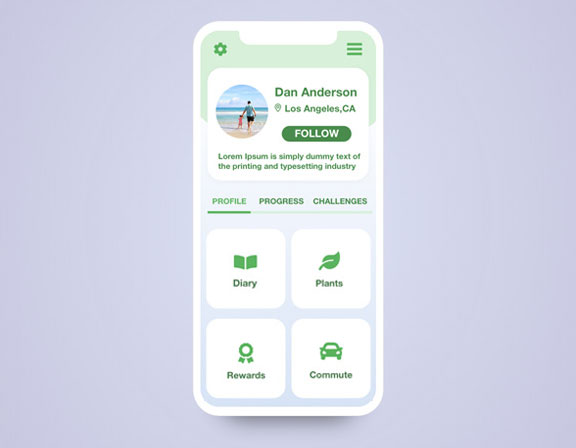 Dan Anderson
Los Angeles,CA
FOLLOW
Lorem Ipsum is simply dummy text of
the printing and typesetting industry
PROFILE PROGRESS CHALLENGES
Diary Plants
Rewards Commute